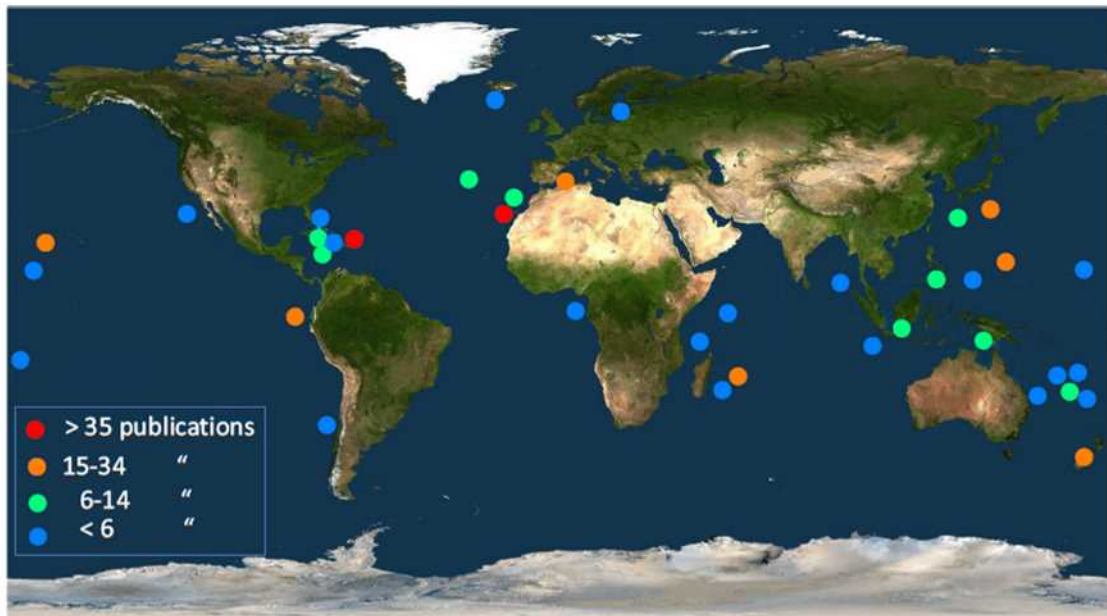 > 35 publications
15-34 “
6-14 “
< 6 “